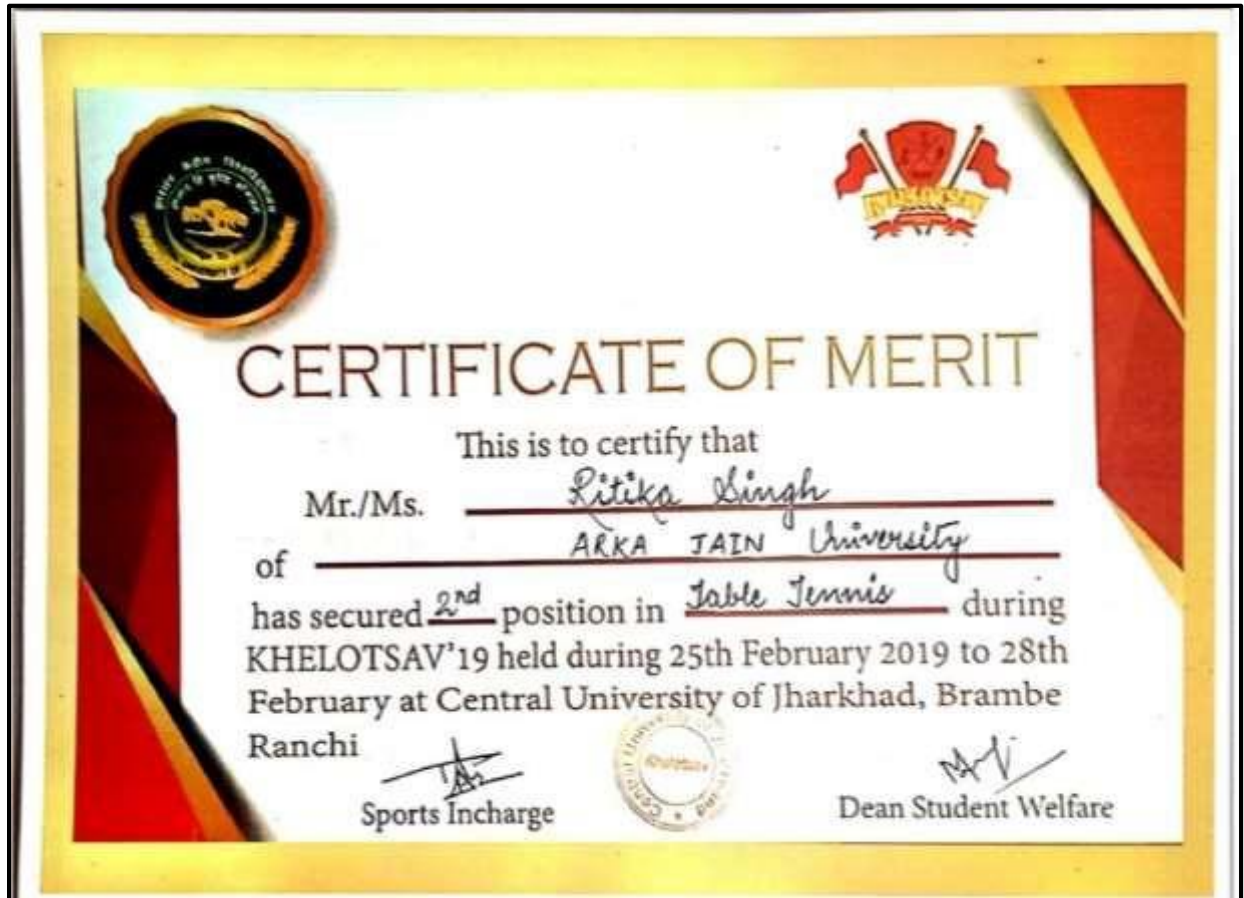 CERTIFICATE OF MERIT
This is to certify that
Mr./Ms. Ritika Singh
of ARKA JAIN University
has secured 2nd position in Table Tennis during
KHELOTSAV'19 held during 25th February 2019 to 28th
February at Central University of Jharkhad, Brambe
Ranchi
Sports Incharge
Dean Student Welfare